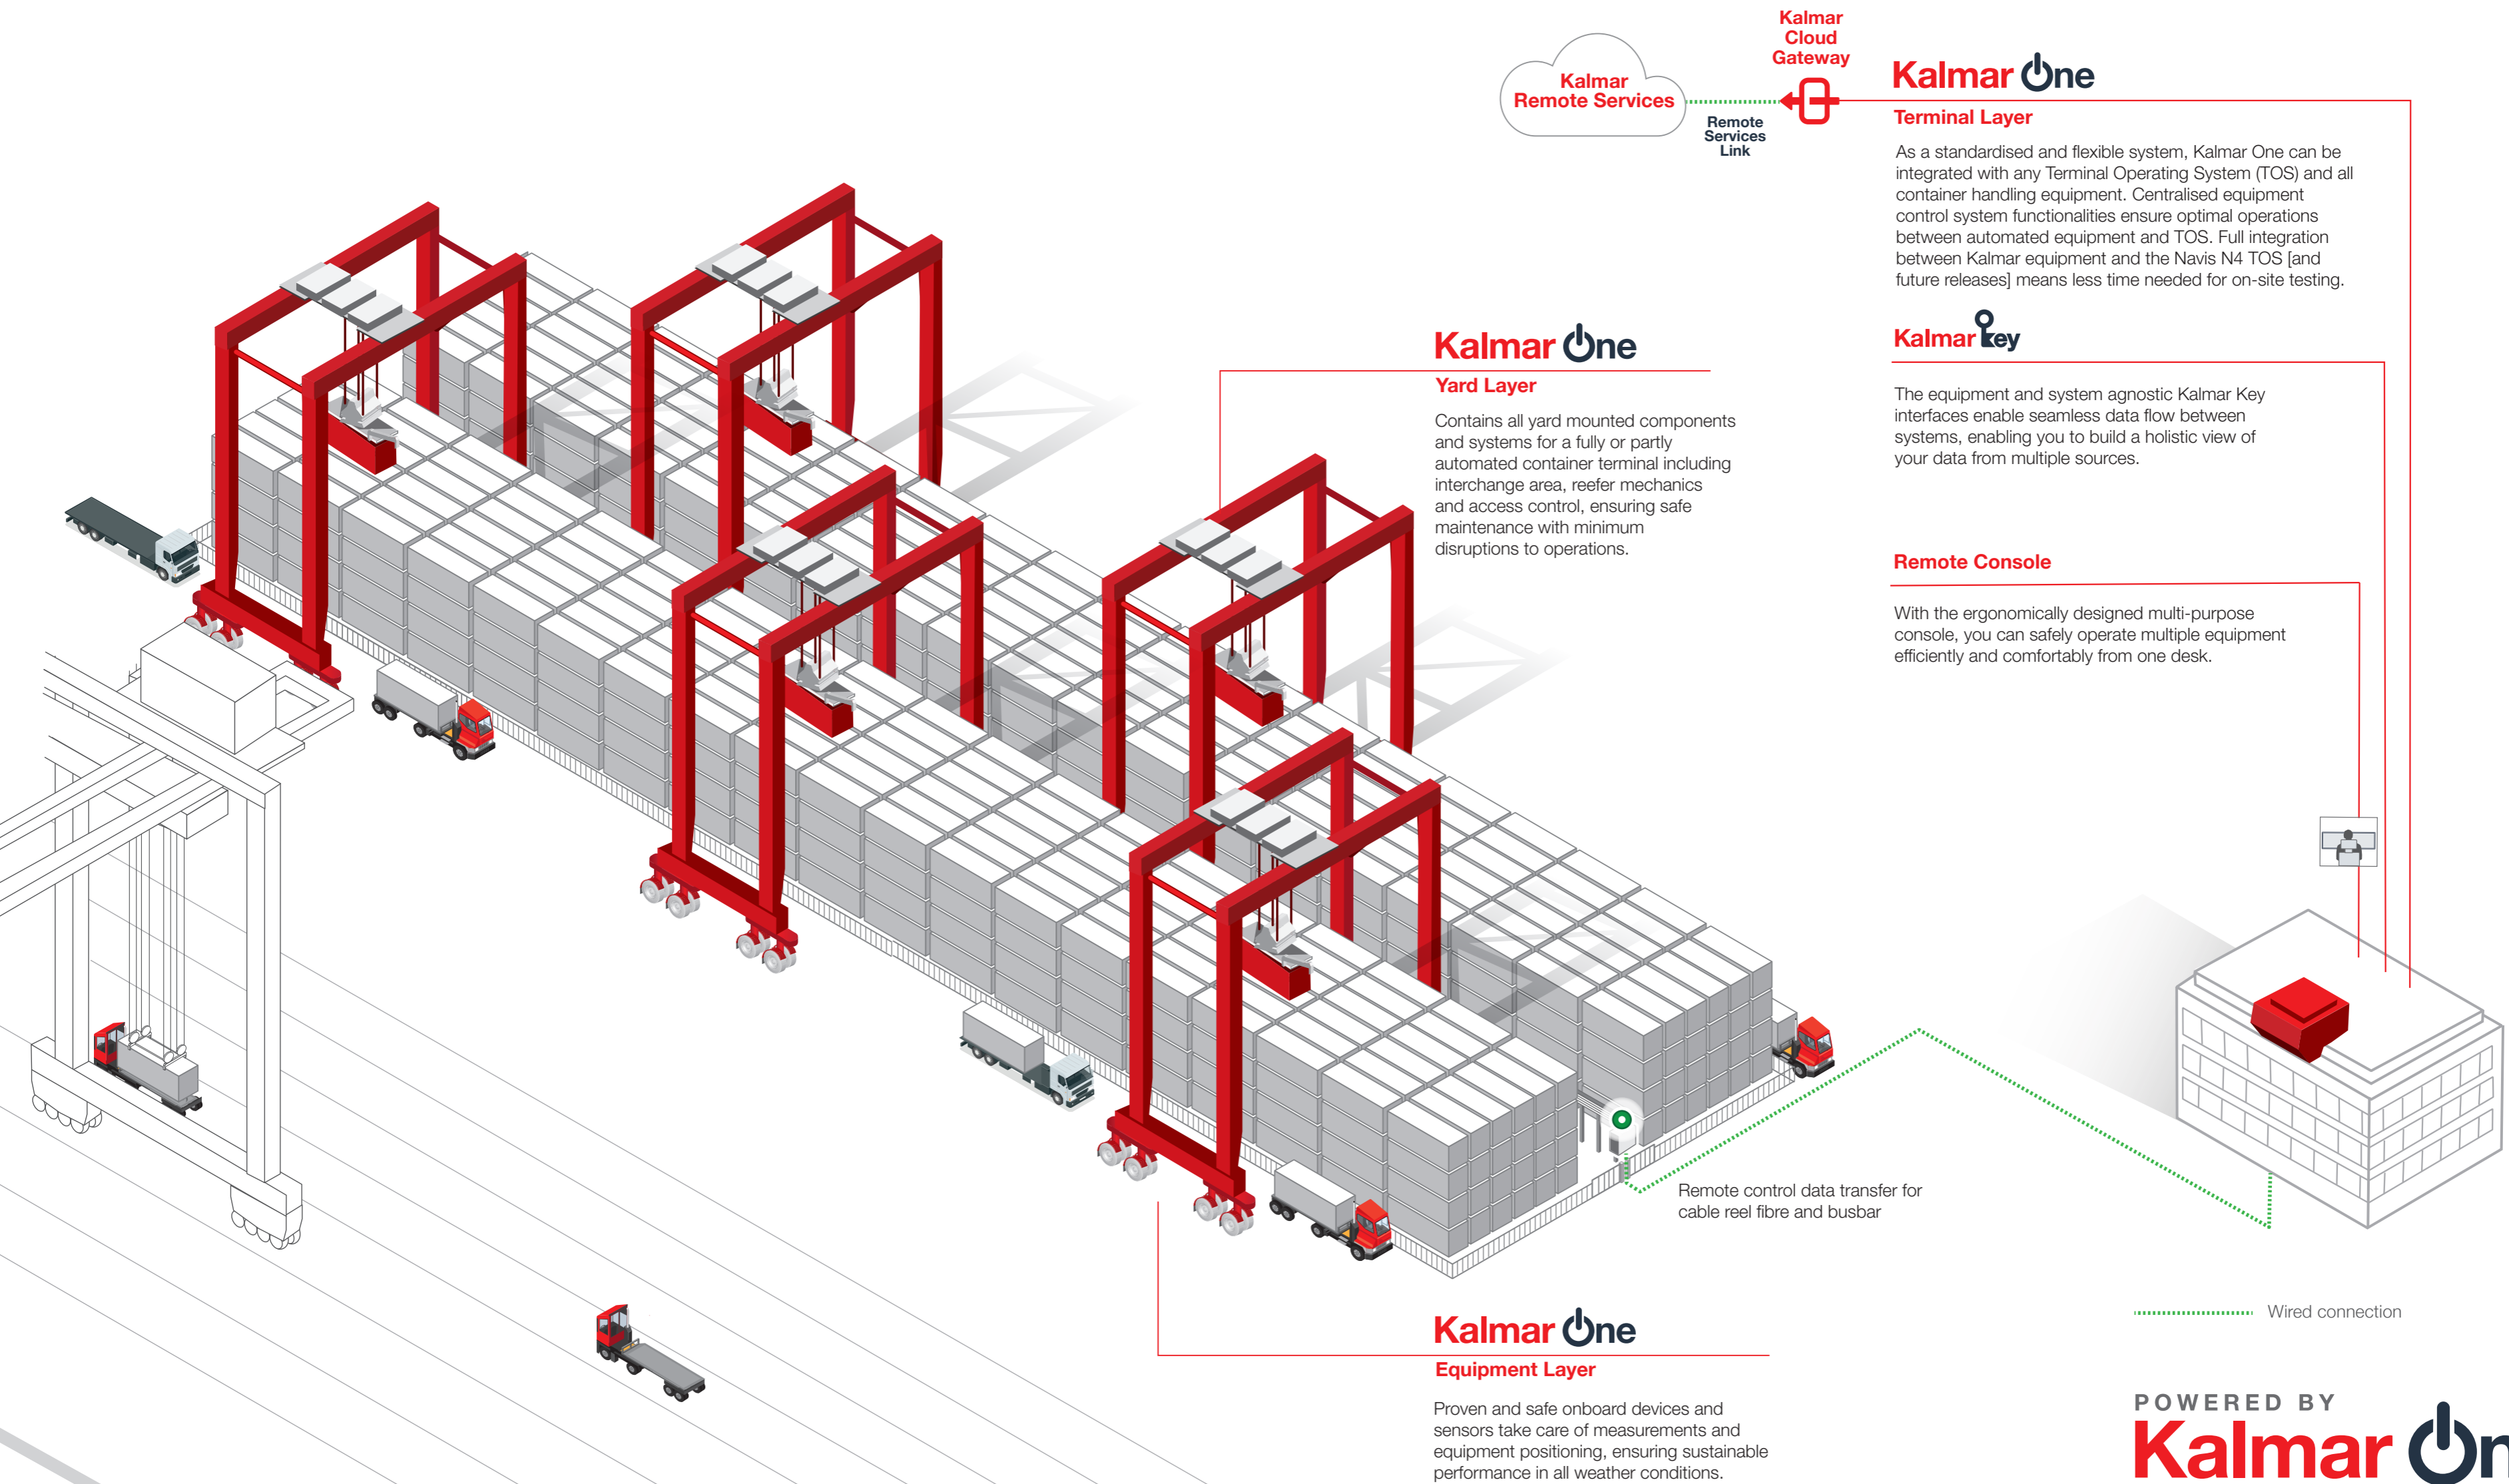 Kalmar
Cloud
Gateway
Kalmar
Remote Services
Remote
Services
Link
Kalmar One
Terminal Layer
As a standardised and flexible system, Kalmar One can be
integrated with any Terminal Operating System (TOS) and all
container handling equipment. Centralised equipment
control system functionalities ensure optimal operations
between automated equipment and TOS. Full integration
between Kalmar equipment and the Navis N4 TOS [and
future releases] means less time needed for on-site testing.
Kalmar Key
The equipment and system agnostic Kalmar Key
interfaces enable seamless data flow between
systems, enabling you to build a holistic view of
your data from multiple sources.
Kalmar One
Yard Layer
Contains all yard mounted components
and systems for a fully or partly
automated container terminal including
interchange area, reefer mechanics
and access control, ensuring safe
maintenance with minimum
disruptions to operations.
Remote Console
With the ergonomically designed multi-purpose
console, you can safely operate multiple equipment
efficiently and comfortably from one desk.
Remote control data transfer for
cable reel fibre and busbar
Wired connection
Kalmar One
Equipment Layer
Proven and safe onboard devices and
sensors take care of measurements and
equipment positioning, ensuring sustainable
performance in all weather conditions.
POWERED BY
Kalmar On